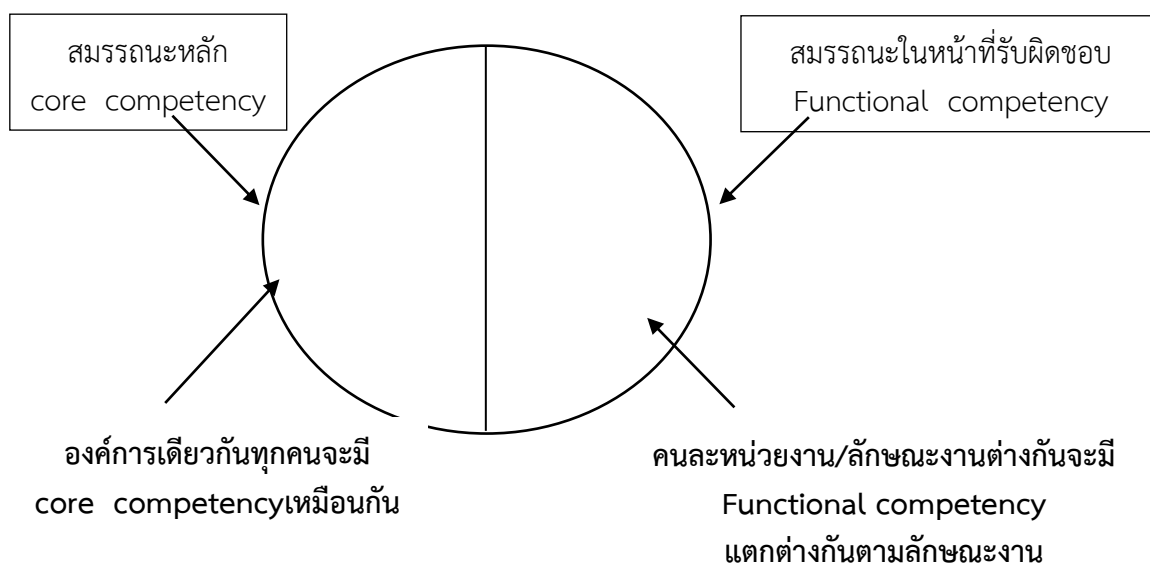 สมรรถนะหลัก
core competency
สมรรถนะในหน้าที่รับผิดชอบ
Functional competency
องค์การเดียวกันทุกคนจะมี
core competencyเหมือนกัน
คนละหน่วยงาน/ลักษณะงานต่างกันจะมี
Functional competency
แตกต่างกันตามลักษณะงาน